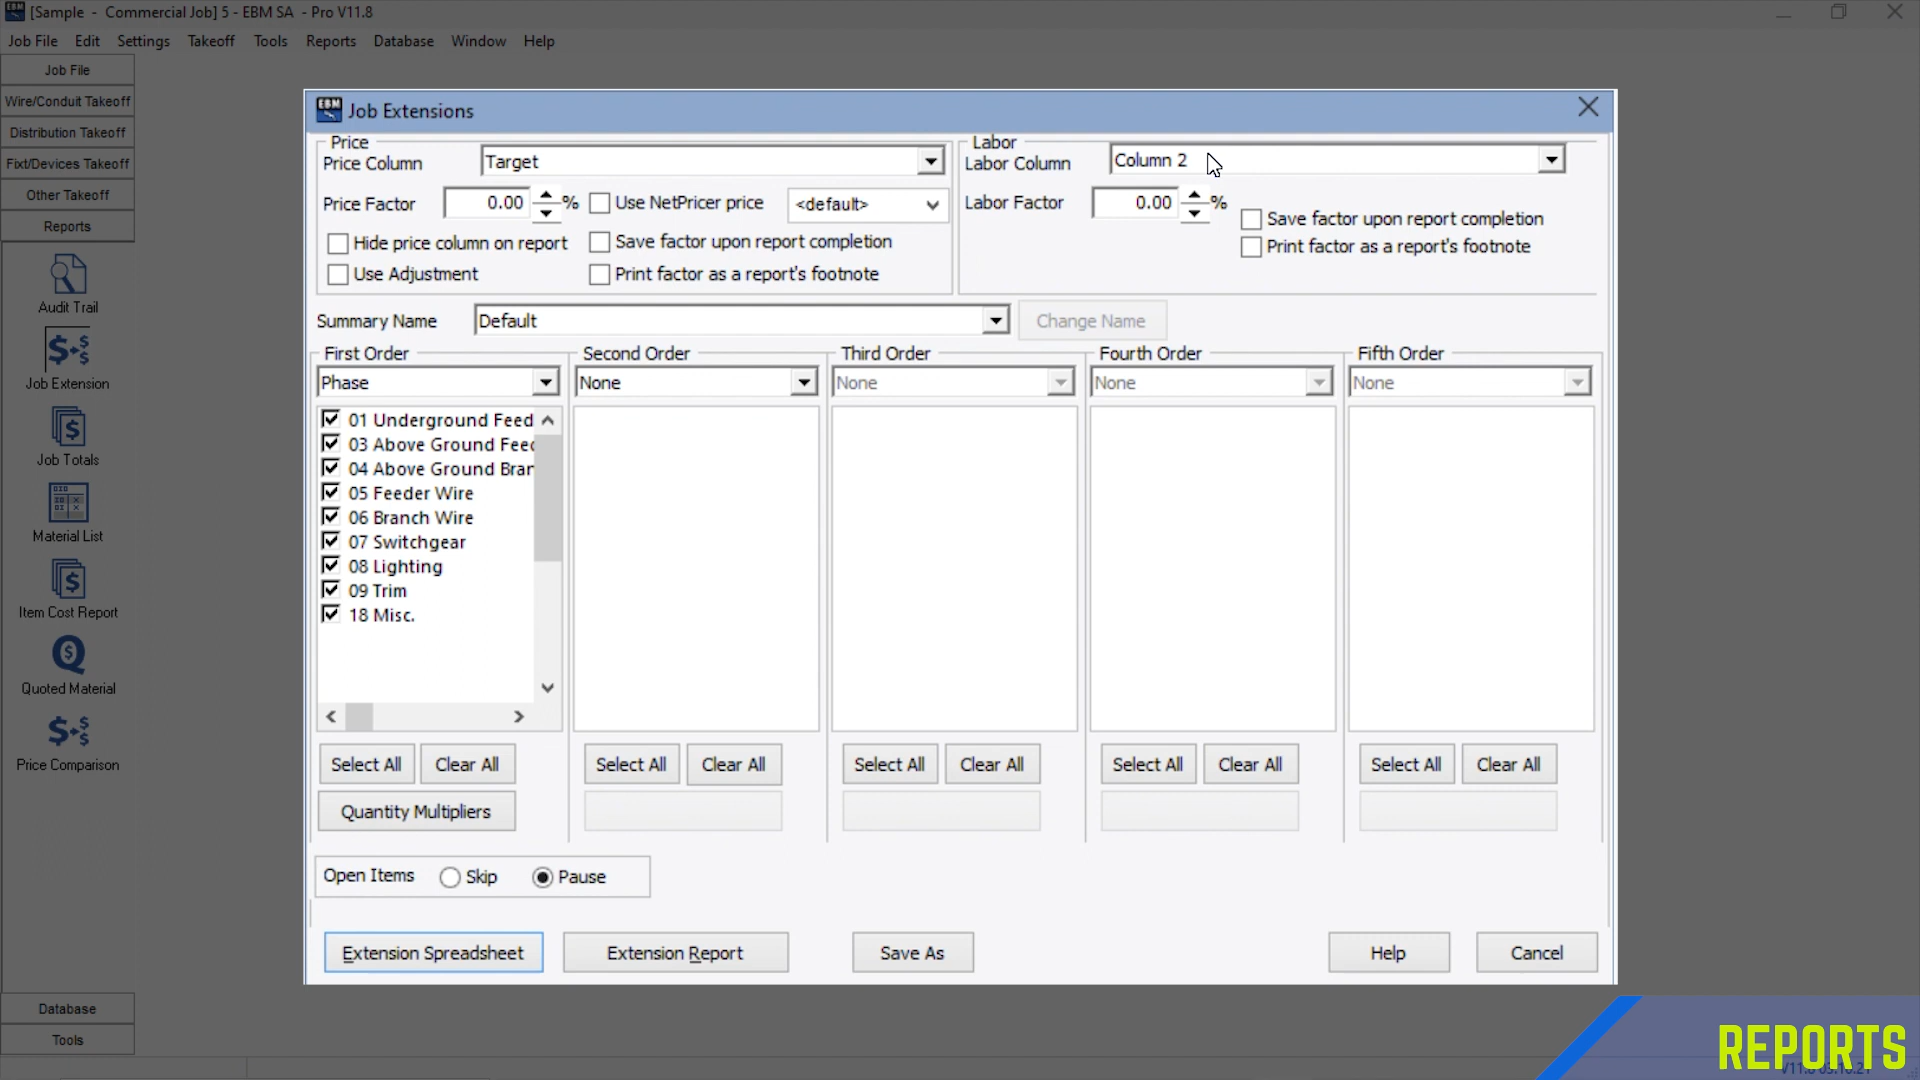 EBM [Sample - Commercial Job] 5 - EBM SA - Pro V11.8
Job File Edit Settings Takeoff Tools Reports Database Window Help
Job File
Wire/Conduit Takeoff
Distribution Takeoff
Fixt/Devices Takeoff
Other Takeoff
Reports
Audit Trail
Job Extension
Job Totals
Material List
Item Cost Report
Quoted Material
Price Comparison
Database
Tools
EBM Job Extensions
Price
Price Column Target
Price Factor 0.00 % Use NetPricer price <default>
Hide price column on report Save factor upon report completion
Use Adjustment Print factor as a report's footnote
Labor
Labor Column Column 2
Labor Factor 0.00 %
Save factor upon report completion
Print factor as a report's footnote
Summary Name Default Change Name
First Order Second Order Third Order Fourth Order Fifth Order
Phase None None None None
01 Underground Feed
03 Above Ground Feed
04 Above Ground Bran
05 Feeder Wire
06 Branch Wire
07 Switchgear
08 Lighting
09 Trim
18 Misc.
Select All Clear All Select All Clear All Select All Clear All Select All Clear All Select All Clear All
Quantity Multipliers
Open Items Skip Pause
Extension Spreadsheet Extension Report Save As Help Cancel
REPORTS